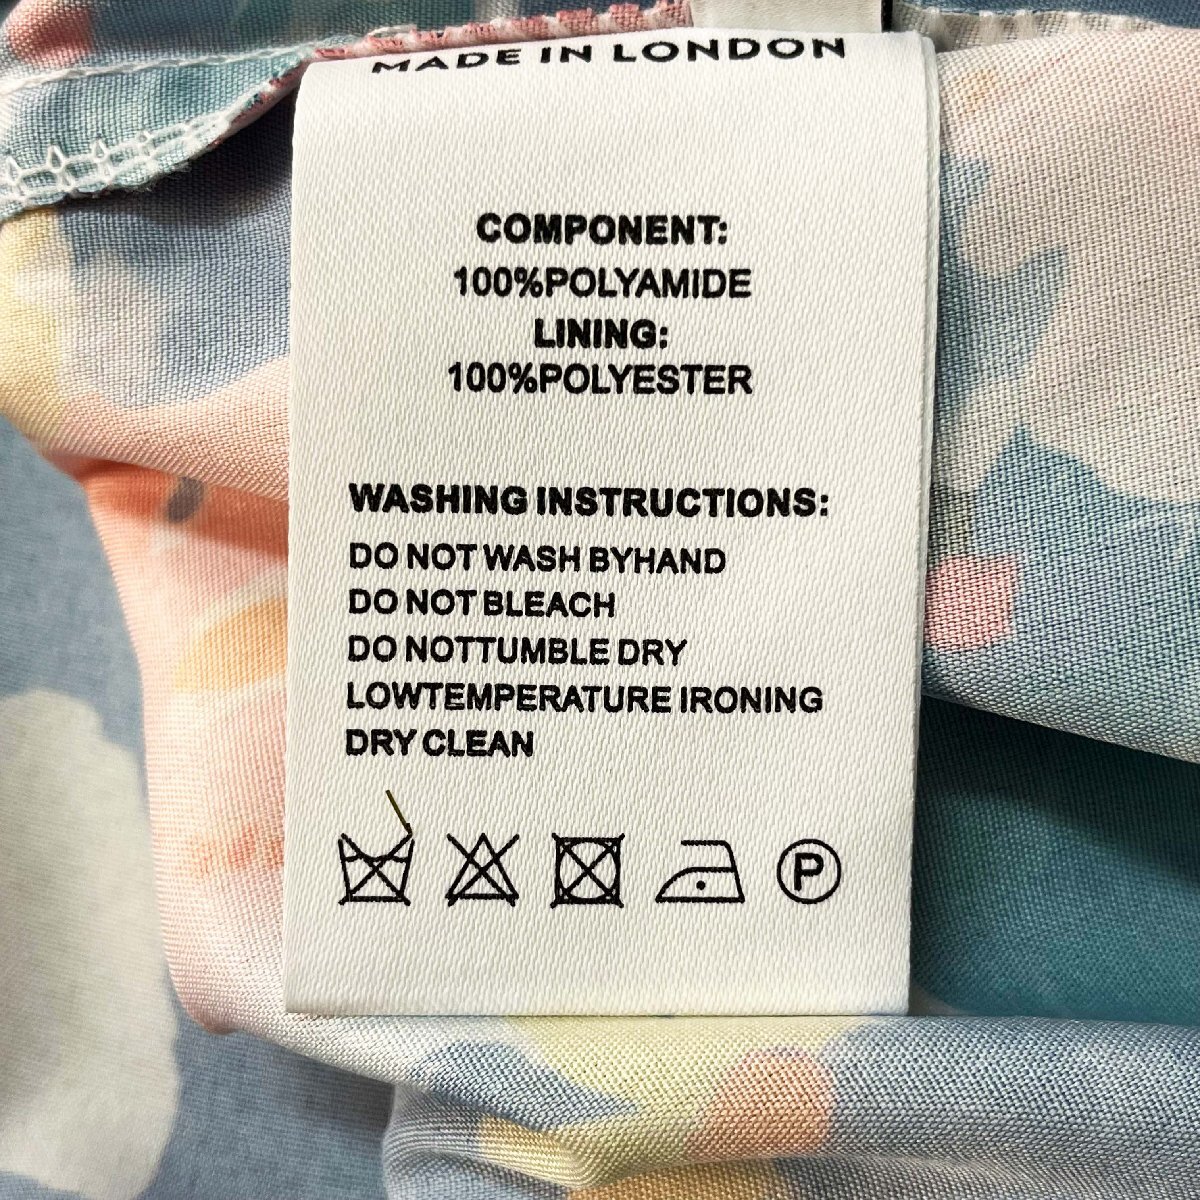 MADE IN LONDON
COMPONENT:
100%POLYAMIDE
LINING:
100%POLYESTER
WASHING INSTRUCTIONS:
DO NOT WASH BYHAND
DO NOT BLEACH
DO NOTTUMBLE DRY
LOWTEMPERATURE IRONING
DRY CLEAN
P